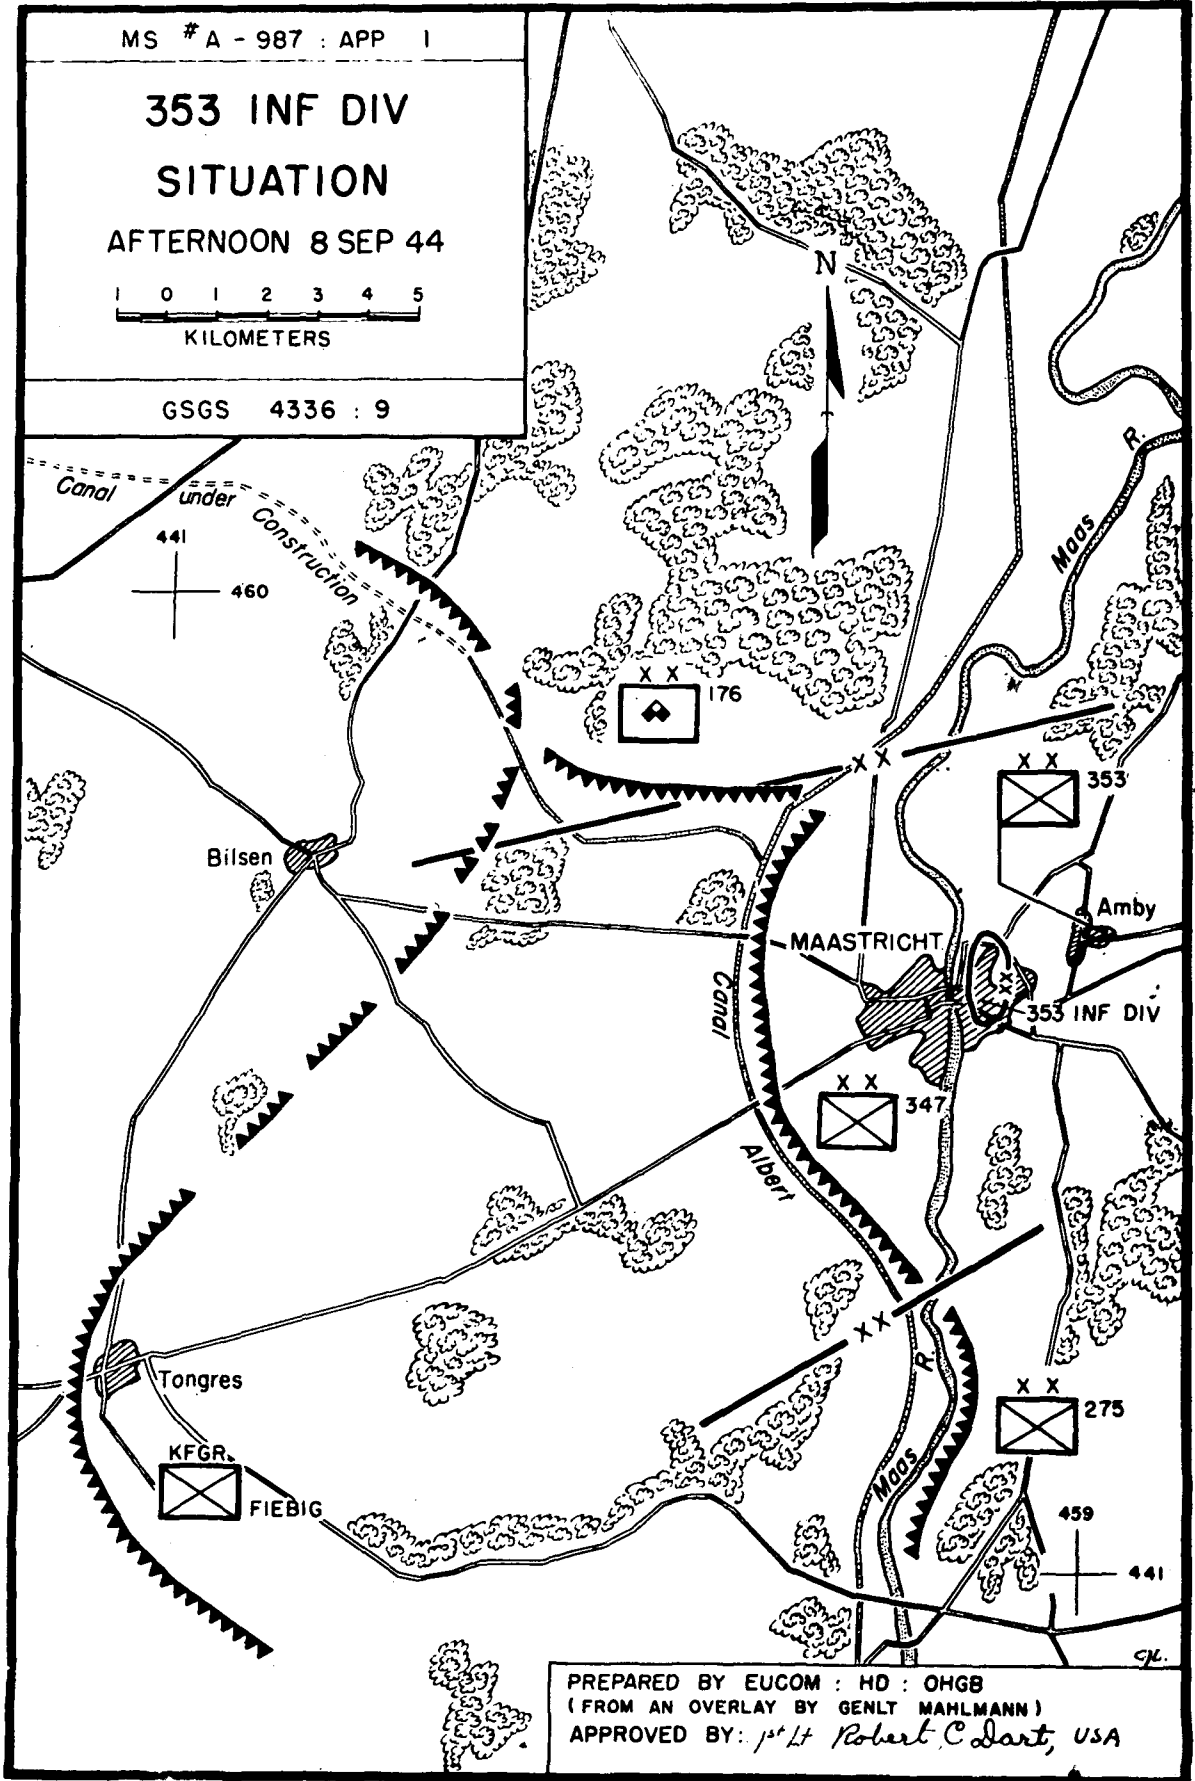 MS # A - 987 : APP 1
353 INF DIV
SITUATION
AFTERNOON 8 SEP 44
1 0 1 2 3 4 5
KILOMETERS
GSGS 4336 : 9
N
R.
Maas
Canal under Construction
441
460
X X
176
X X
X X
353
Bilsen
Amby
MAASTRICHT
XX
353 INF DIV
Canal
X X
347
Albert
X X
R.
Tongres
X X
275
KFGR.
FIEBIG
Maas
459
441
PREPARED BY EUCOM : HD : OHGB
(FROM AN OVERLAY BY GENLT MAHLMANN)
APPROVED BY: 1st Lt Robert C Dart, USA